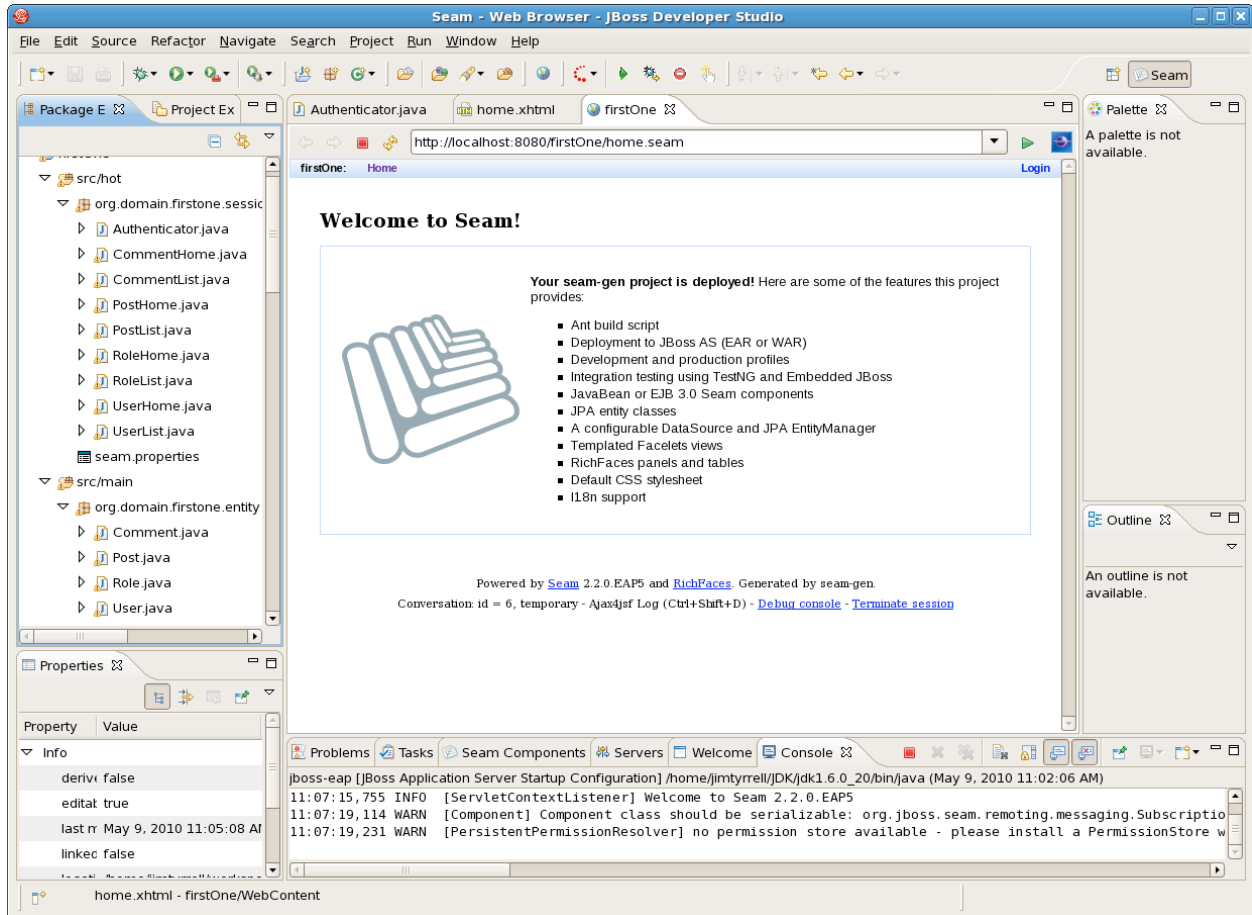 Seam - Web Browser - JBoss Developer Studio
File Edit Source Refactor Navigate Search Project Run Window Help
Seam
Package E
Project Ex
src/hot
org.domain.firstone.sessic
Authenticator.java
CommentHome.java
CommentList.java
PostHome.java
PostList.java
RoleHome.java
RoleList.java
UserHome.java
UserList.java
seam.properties
src/main
org.domain.firstone.entity
Comment.java
Post.java
Role.java
User.java
Authenticator.java
home.xhtml
firstOne
http://localhost:8080/firstOne/home.seam
firstOne: Home Login
Welcome to Seam!
Your seam-gen project is deployed! Here are some of the features this project
provides:
Ant build script
Deployment to JBoss AS (EAR or WAR)
Development and production profiles
Integration testing using TestNG and Embedded JBoss
JavaBean or EJB 3.0 Seam components
JPA entity classes
A configurable DataSource and JPA EntityManager
Templated Facelets views
RichFaces panels and tables
Default CSS stylesheet
I18n support
Powered by Seam 2.2.0.EAP5 and RichFaces. Generated by seam-gen.
Conversation: id = 6, temporary - Ajax4jsf Log (Ctrl+Shift+D) - Debug console - Terminate session
Palette
A palette is not
available.
Outline
An outline is not
available.
Properties
Property Value
Info
derive false
editab true
last m May 9, 2010 11:05:08 AM
linked false
Problems Tasks Seam Components Servers Welcome Console
jboss-eap [JBoss Application Server Startup Configuration] /home/jimtyrrell/JDK/jdk1.6.0_20/bin/java (May 9, 2010 11:02:06 AM)
11:07:15,755 INFO [ServletContextListener] Welcome to Seam 2.2.0.EAP5
11:07:19,114 WARN [Component] Component class should be serializable: org.jboss.seam.remoting.messaging.Subscriptio
11:07:19,231 WARN [PersistentPermissionResolver] no permission store available - please install a PermissionStore w
home.xhtml - firstOne/WebContent